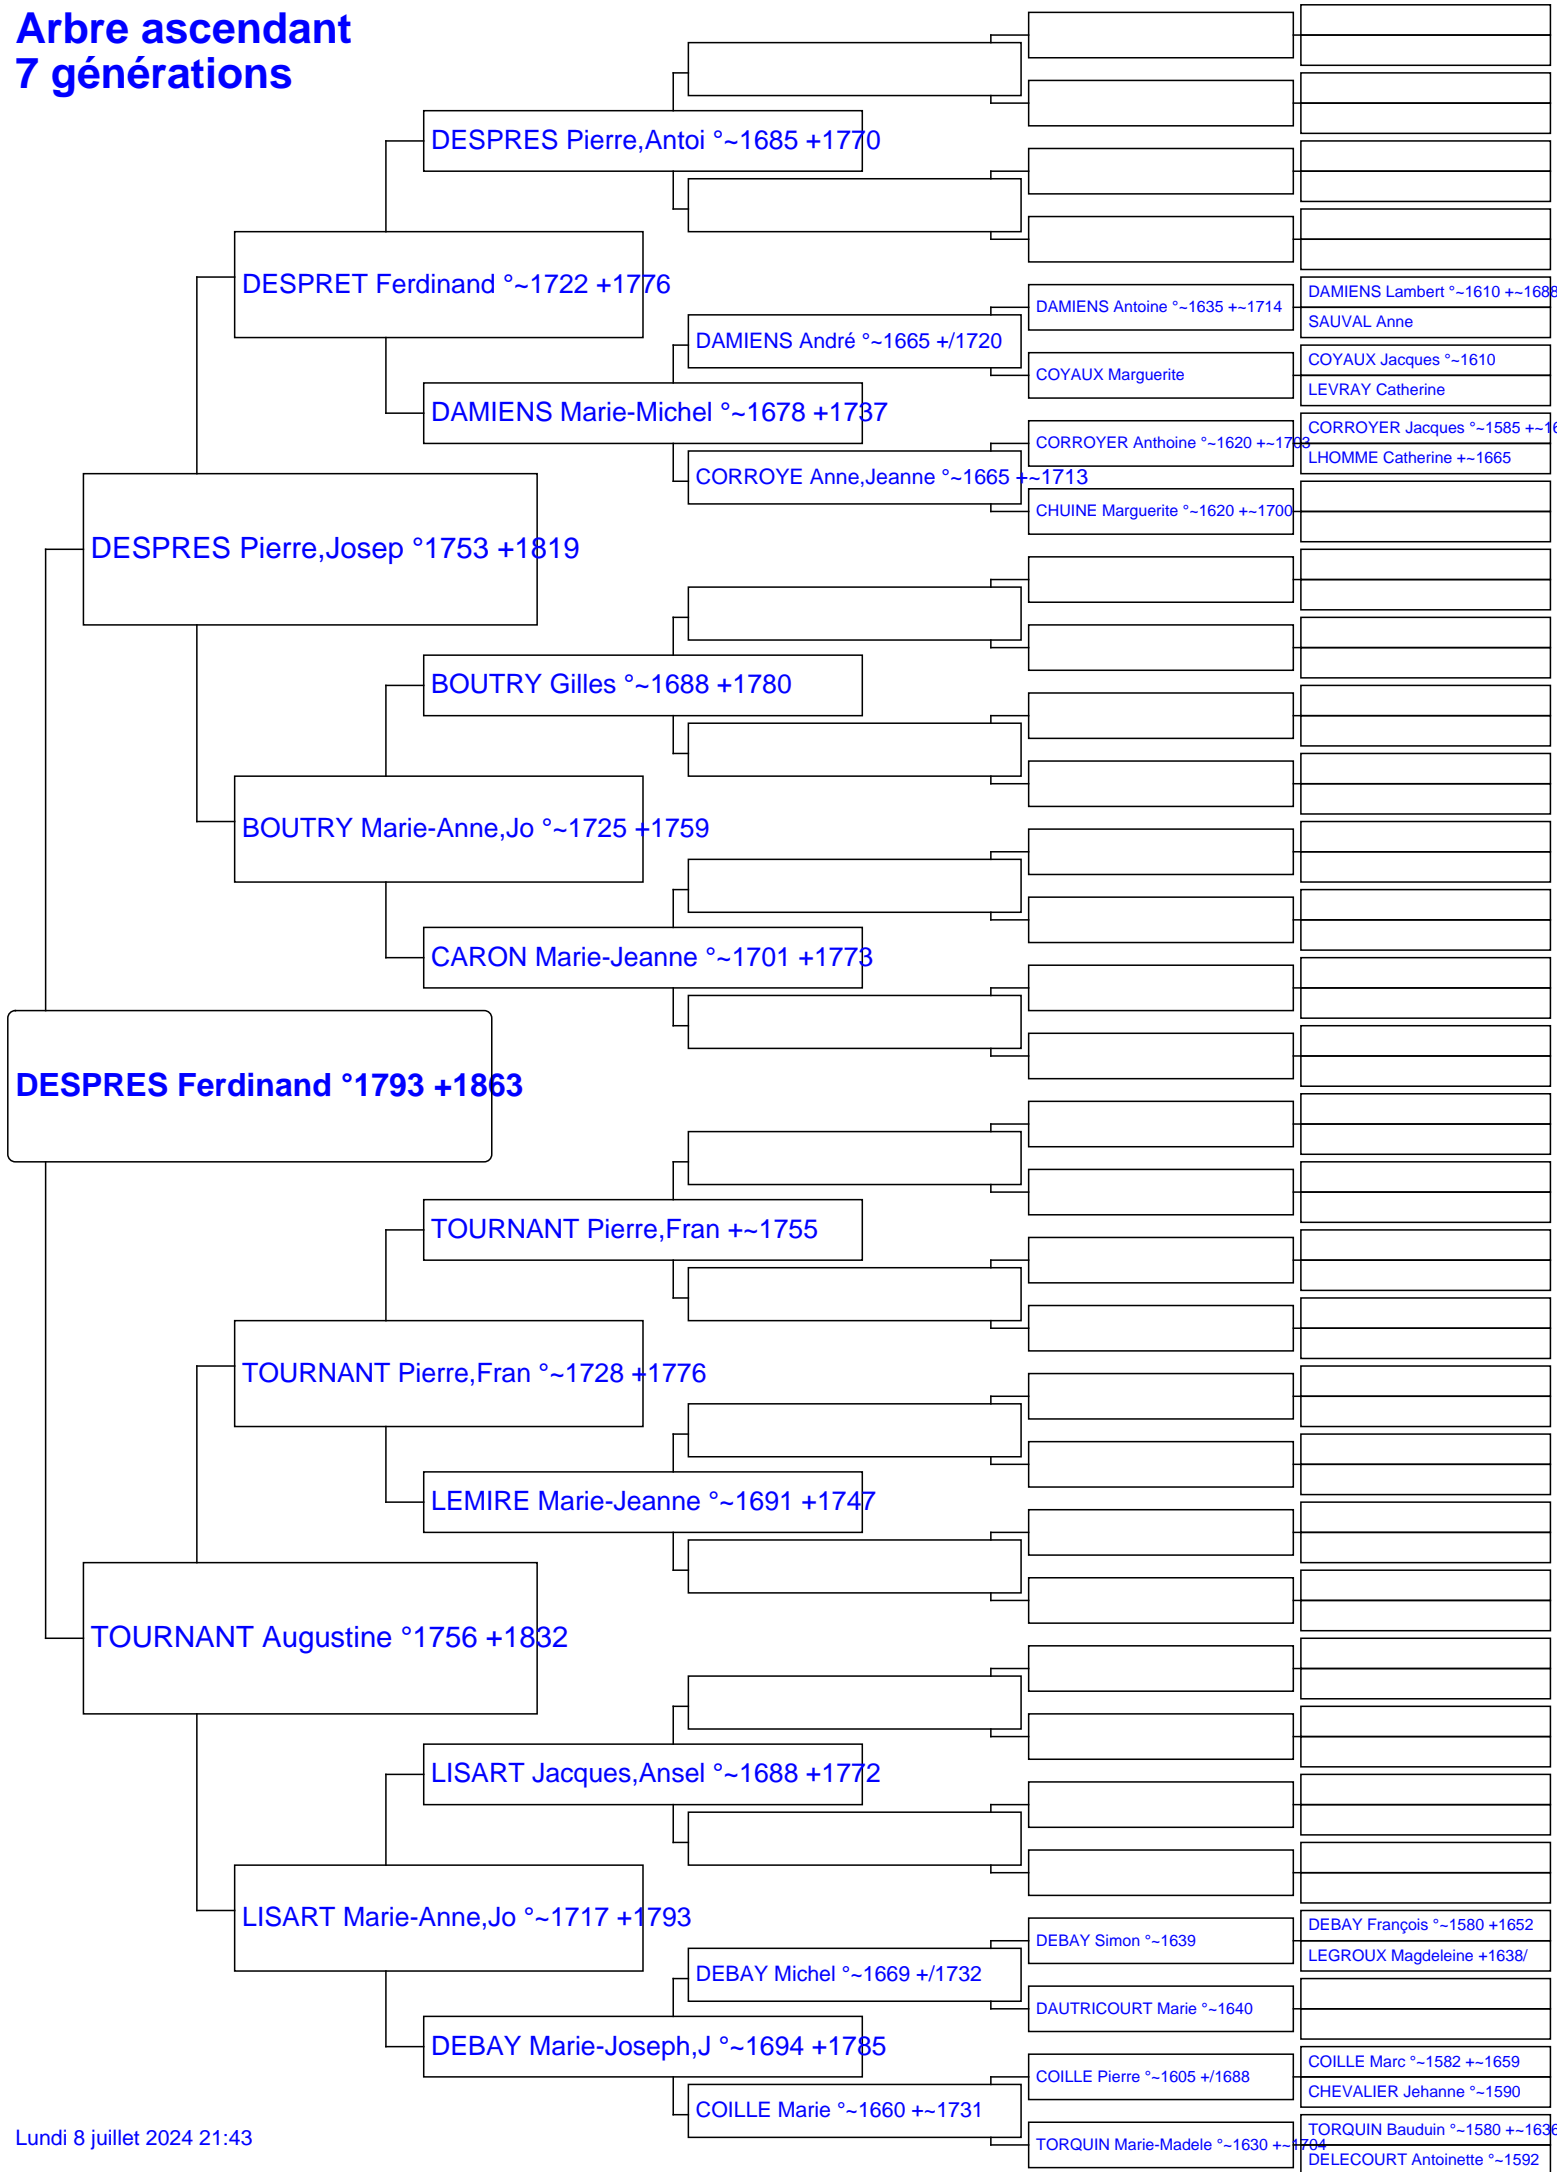 Arbre ascendant
7 générations
DESPRES Pierre,Antoi °~1685 +1770
DESPRET Ferdinand °~1722 +1776
DAMIENS Lambert °~1610 +~1688
DAMIENS Antoine °~1635 +~1714
SAUVAL Anne
DAMIENS André °~1665 +/1720
COYAUX Jacques °~1610
COYAUX Marguerite
LEVRAY Catherine
DAMIENS Marie-Michel °~1678 +1737
CORROYER Jacques °~1585 +~16
CORROYER Anthoine °~1620 +~1703
LHOMME Catherine +~1665
CORROYE Anne,Jeanne °~1665 +~1713
CHUINE Marguerite °~1620 +~1700
DESPRES Pierre,Josep °1753 +1819
BOUTRY Gilles °~1688 +1780
BOUTRY Marie-Anne,Jo °~1725 +1759
CARON Marie-Jeanne °~1701 +1773
DESPRES Ferdinand °1793 +1863
TOURNANT Pierre,Fran +~1755
TOURNANT Pierre,Fran °~1728 +1776
LEMIRE Marie-Jeanne °~1691 +1747
TOURNANT Augustine °1756 +1832
LISART Jacques,Ansel °~1688 +1772
LISART Marie-Anne,Jo °~1717 +1793
DEBAY François °~1580 +1652
DEBAY Simon °~1639
LEGROUX Magdeleine +1638/
DEBAY Michel °~1669 +/1732
DAUTRICOURT Marie °~1640
DEBAY Marie-Joseph,J °~1694 +1785
COILLE Marc °~1582 +~1659
COILLE Pierre °~1605 +/1688
CHEVALIER Jehanne °~1590
COILLE Marie °~1660 +~1731
TORQUIN Bauduin °~1580 +~1636
TORQUIN Marie-Madele °~1630 +~1704
DELECOURT Antoinette °~1592
Lundi 8 juillet 2024 21:43